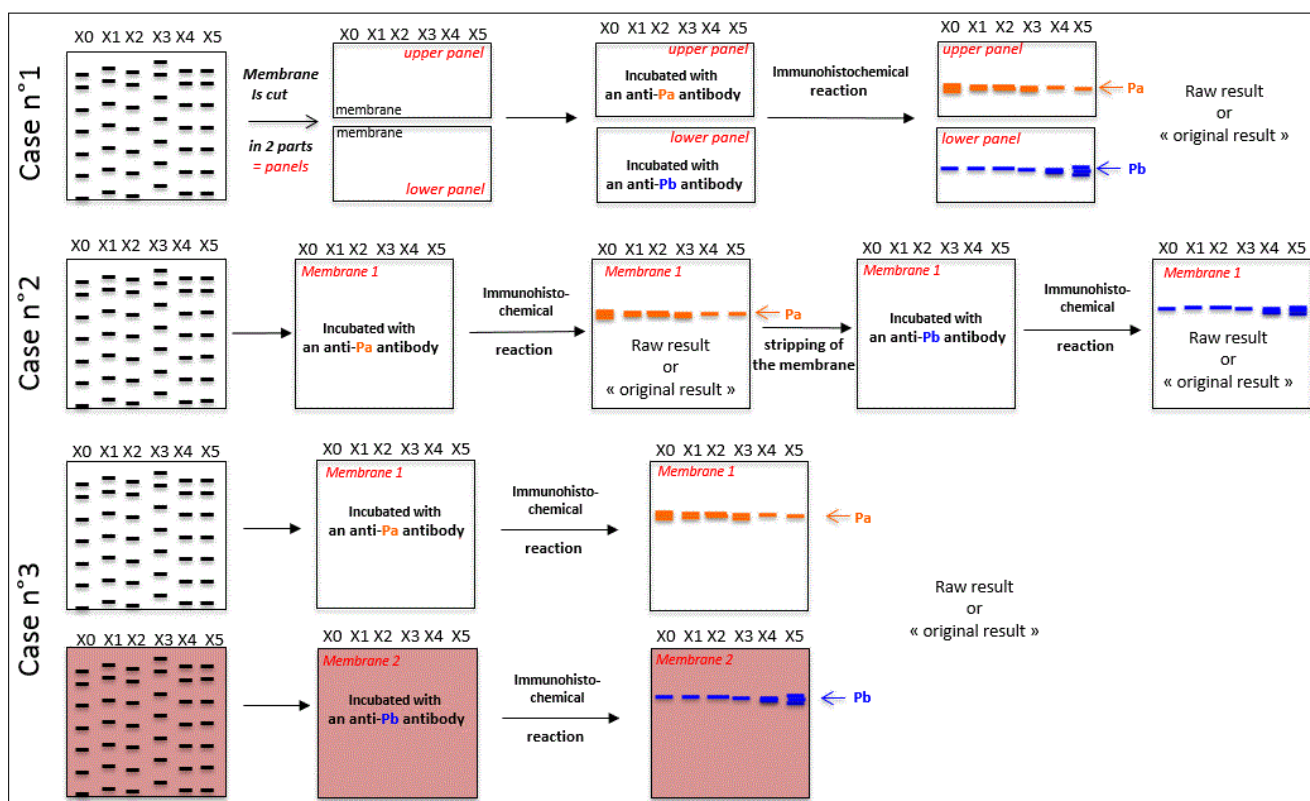 Case n°1
X0 X1 X2 X3 X4 X5
Membrane
Is cut
in 2 parts
= panels
X0 X1 X2 X3 X4 X5
upper panel
membrane
membrane
lower panel
X0 X1 X2 X3 X4 X5
upper panel
Incubated with
an anti-Pa antibody
lower panel
Incubated with
an anti-Pb antibody
Immunohistochemical
reaction
X0 X1 X2 X3 X4 X5
upper panel
Pa
lower panel
Pb
Raw result
or
« original result »
Case n°2
X0 X1 X2 X3 X4 X5
X0 X1 X2 X3 X4 X5
Membrane 1
Incubated with
an anti-Pa antibody
Immunohisto-
chemical
reaction
X0 X1 X2 X3 X4 X5
Membrane 1
Pa
Raw result
or
« original result »
stripping of
the membrane
X0 X1 X2 X3 X4 X5
Membrane 1
Incubated with
an anti-Pb antibody
Immunohisto-
chemical
reaction
X0 X1 X2 X3 X4 X5
Membrane 1
Raw result
or
« original result »
Case n°3
X0 X1 X2 X3 X4 X5
X0 X1 X2 X3 X4 X5
Membrane 1
Incubated with
an anti-Pa antibody
Immunohisto-
chemical
reaction
X0 X1 X2 X3 X4 X5
Membrane 1
Pa
X0 X1 X2 X3 X4 X5
X0 X1 X2 X3 X4 X5
Membrane 2
Incubated with
an anti-Pb antibody
Immunohisto-
chemical
reaction
X0 X1 X2 X3 X4 X5
Membrane 2
Pb
Raw result
or
« original result »